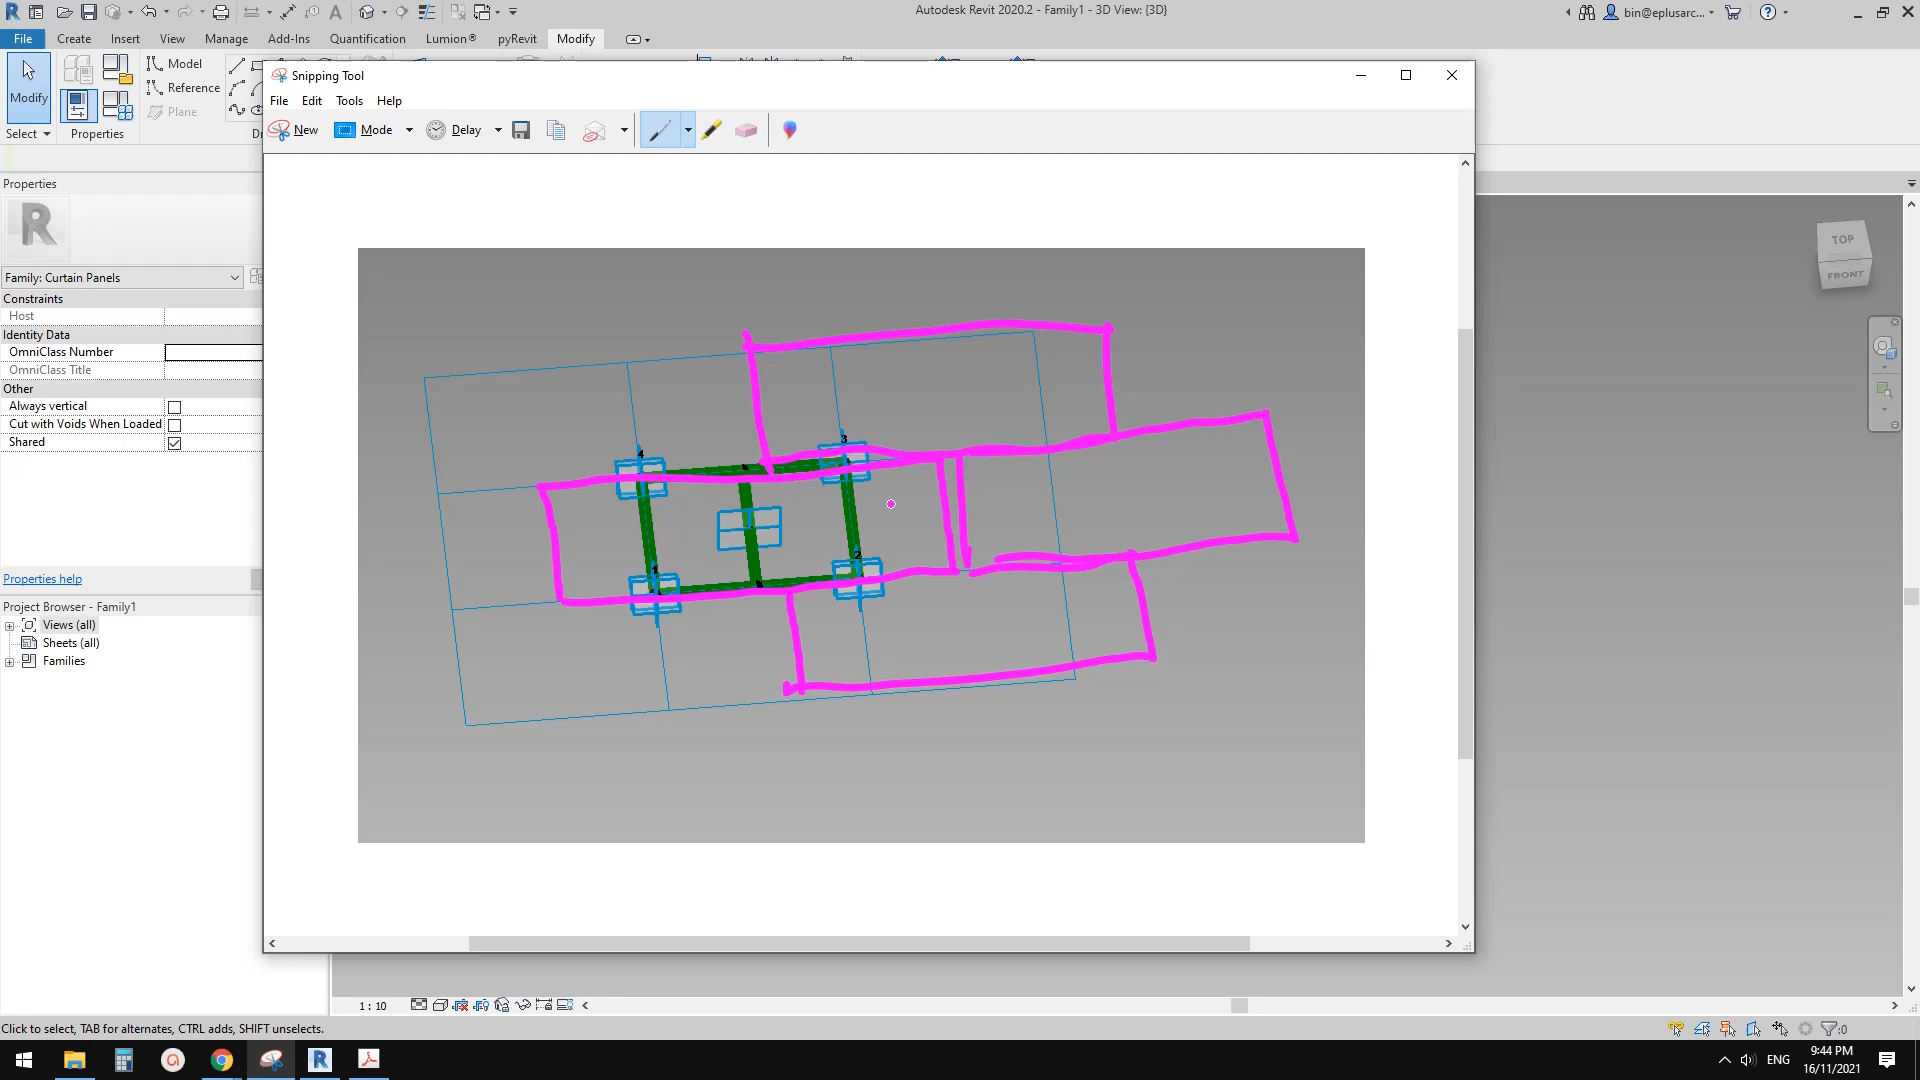 Autodesk Revit 2020.2 - Family1 - 3D View: {3D}
bin@eplusarc...
File Create Insert View Manage Add-Ins Quantification Lumion® pyRevit Modify
Modify
Model
Reference
Plane
Select
Properties
Snipping Tool
File Edit Tools Help
New Mode Delay
Properties
R
Family: Curtain Panels
Constraints
Host
Identity Data
OmniClass Number
OmniClass Title
Other
Always vertical
Cut with Voids When Loaded
Shared
Properties help
Project Browser - Family1
Views (all)
Sheets (all)
Families
TOP
FRONT
3
4
2
1
1 : 10
Click to select, TAB for alternates, CTRL adds, SHIFT unselects.
:0
ENG
9:44 PM
16/11/2021